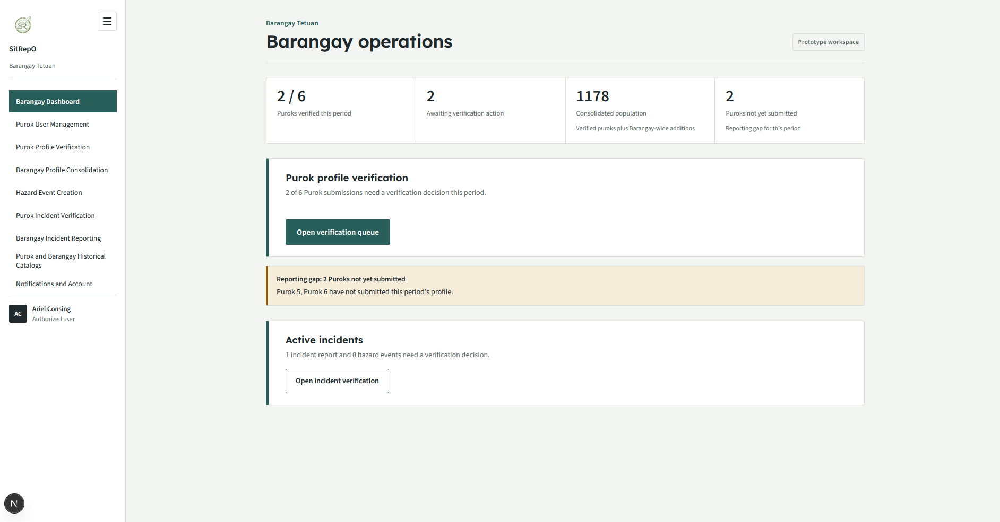 SR
SitRepO
Barangay Tetuan
Barangay Dashboard
Purok User Management
Purok Profile Verification
Barangay Profile Consolidation
Hazard Event Creation
Purok Incident Verification
Barangay Incident Reporting
Purok and Barangay Historical
Catalogs
Notifications and Account
AC
Ariel Consing
Authorized user
N
Barangay Tetuan
Barangay operations
Prototype workspace
2 / 6
Puroks verified this period
2
Awaiting verification action
1178
Consolidated population
Verified puroks plus Barangay-wide additions
2
Puroks not yet submitted
Reporting gap for this period
Purok profile verification
2 of 6 Purok submissions need a verification decision this period.
Open verification queue
Reporting gap: 2 Puroks not yet submitted
Purok 5, Purok 6 have not submitted this period's profile.
Active incidents
1 incident report and 0 hazard events need a verification decision.
Open incident verification